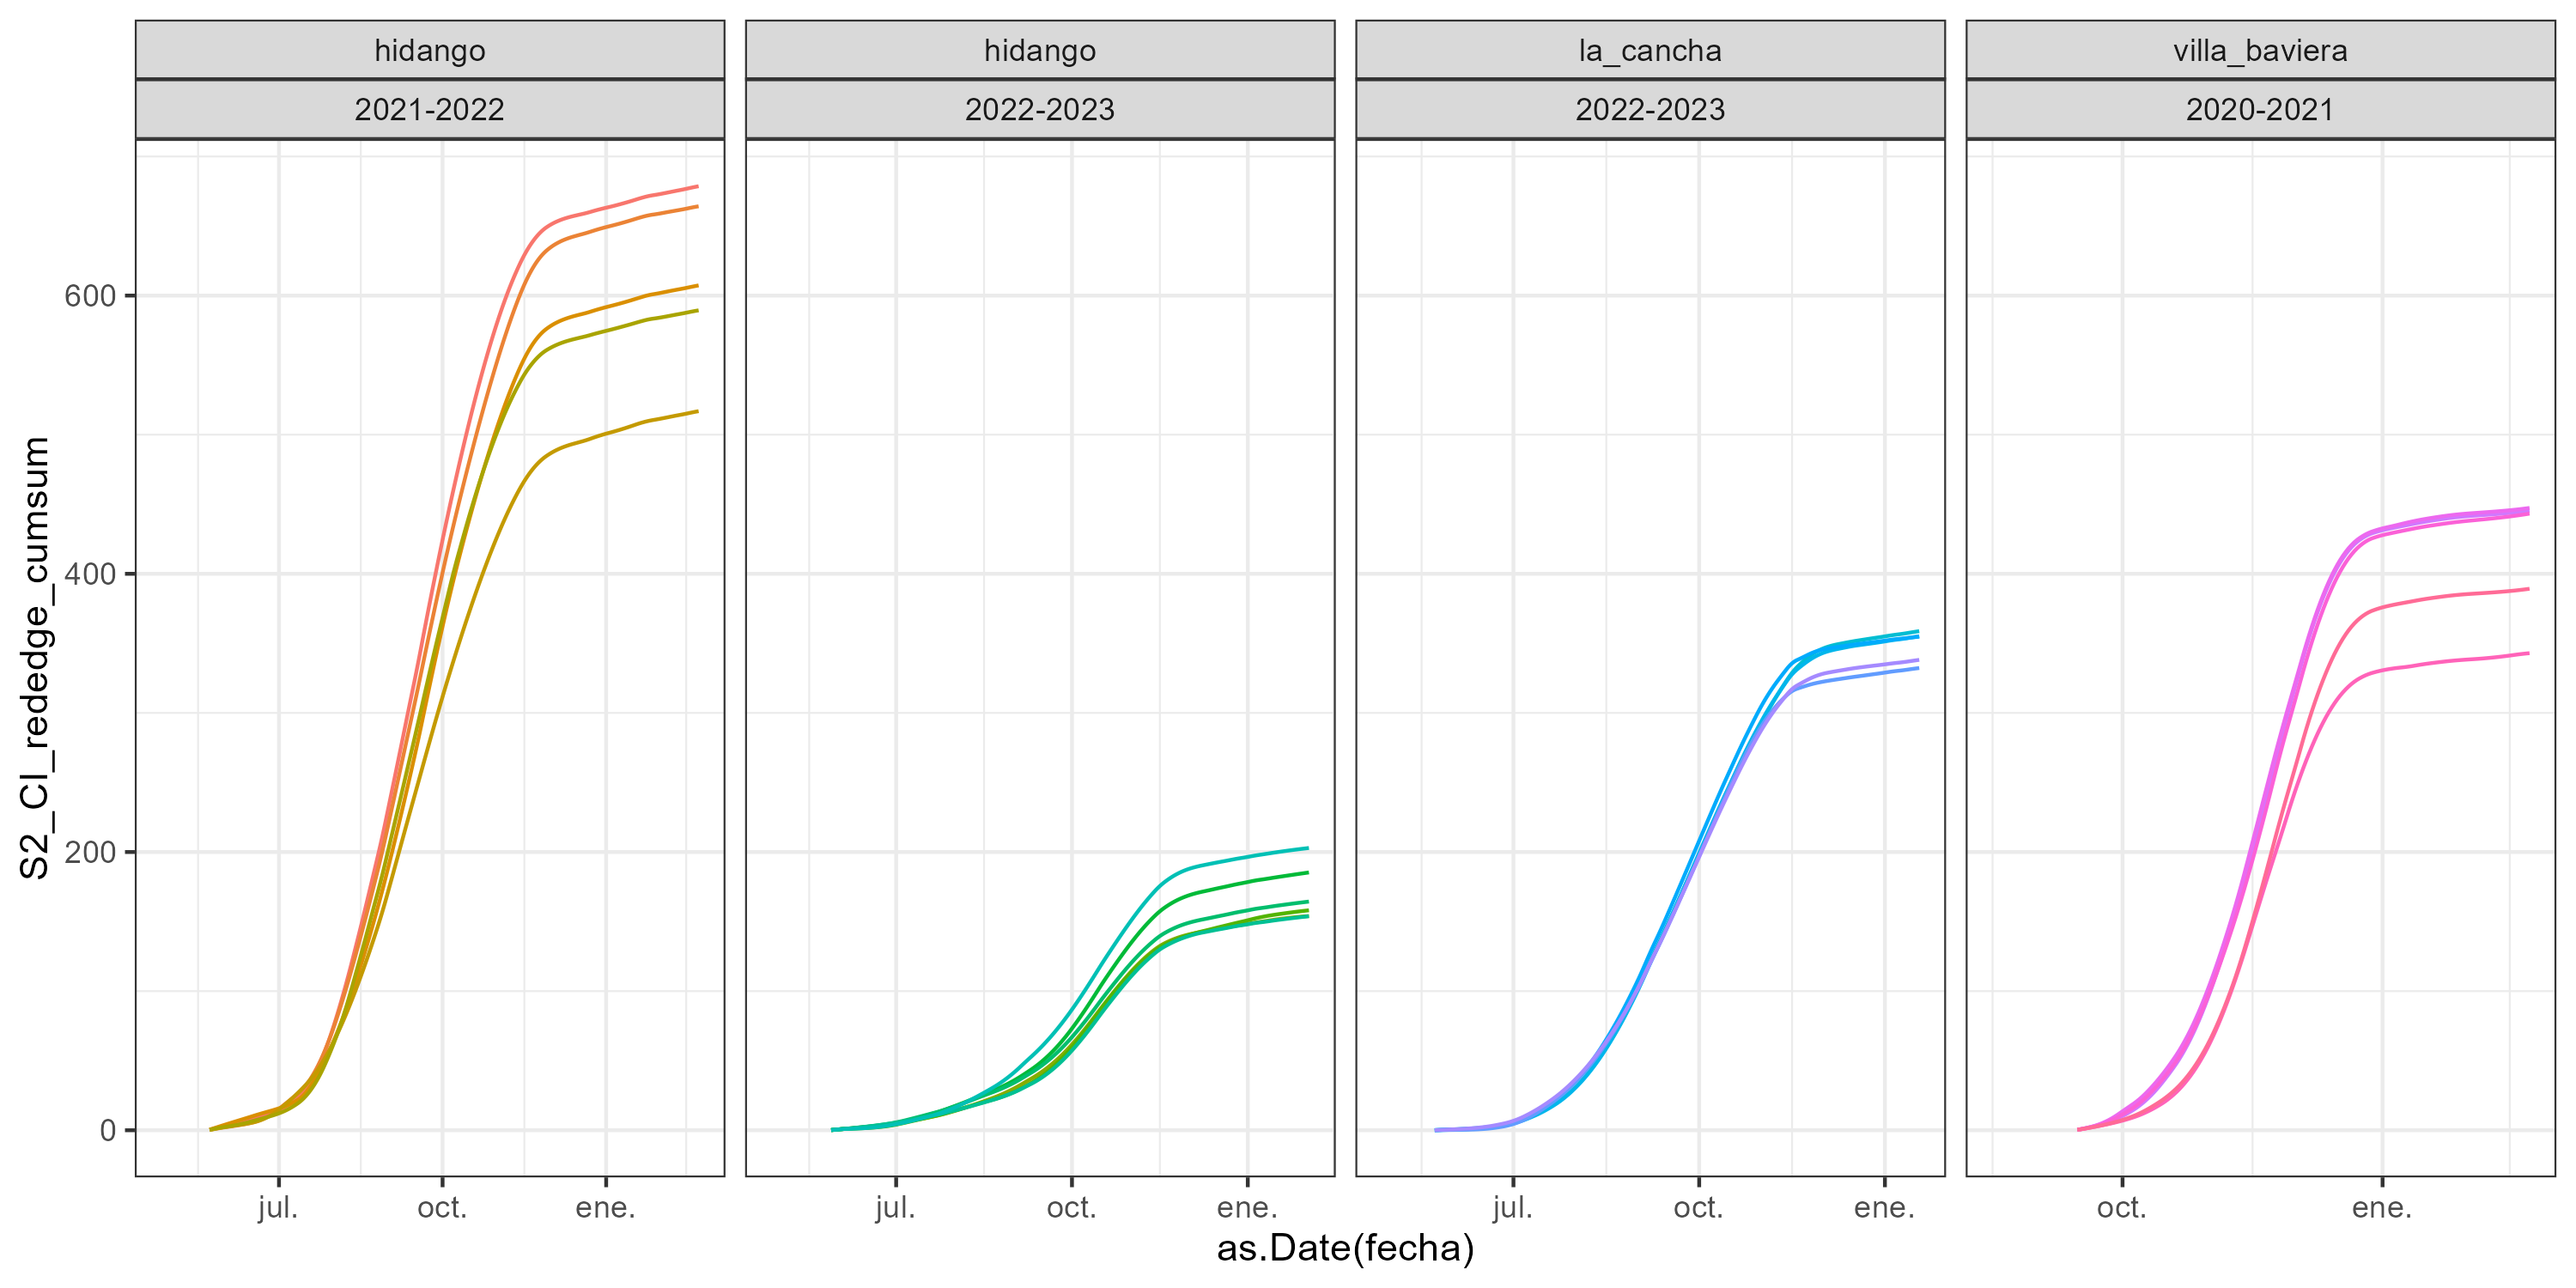 hidango
hidango
la_cancha
villa_baviera
2021-2022
2022-2023
2022-2023
2020-2021
S2_CI_rededge_cumsum
600
400
200
0
jul.
oct.
ene.
jul.
oct.
ene.
jul.
oct.
ene.
oct.
ene.
as.Date(fecha)